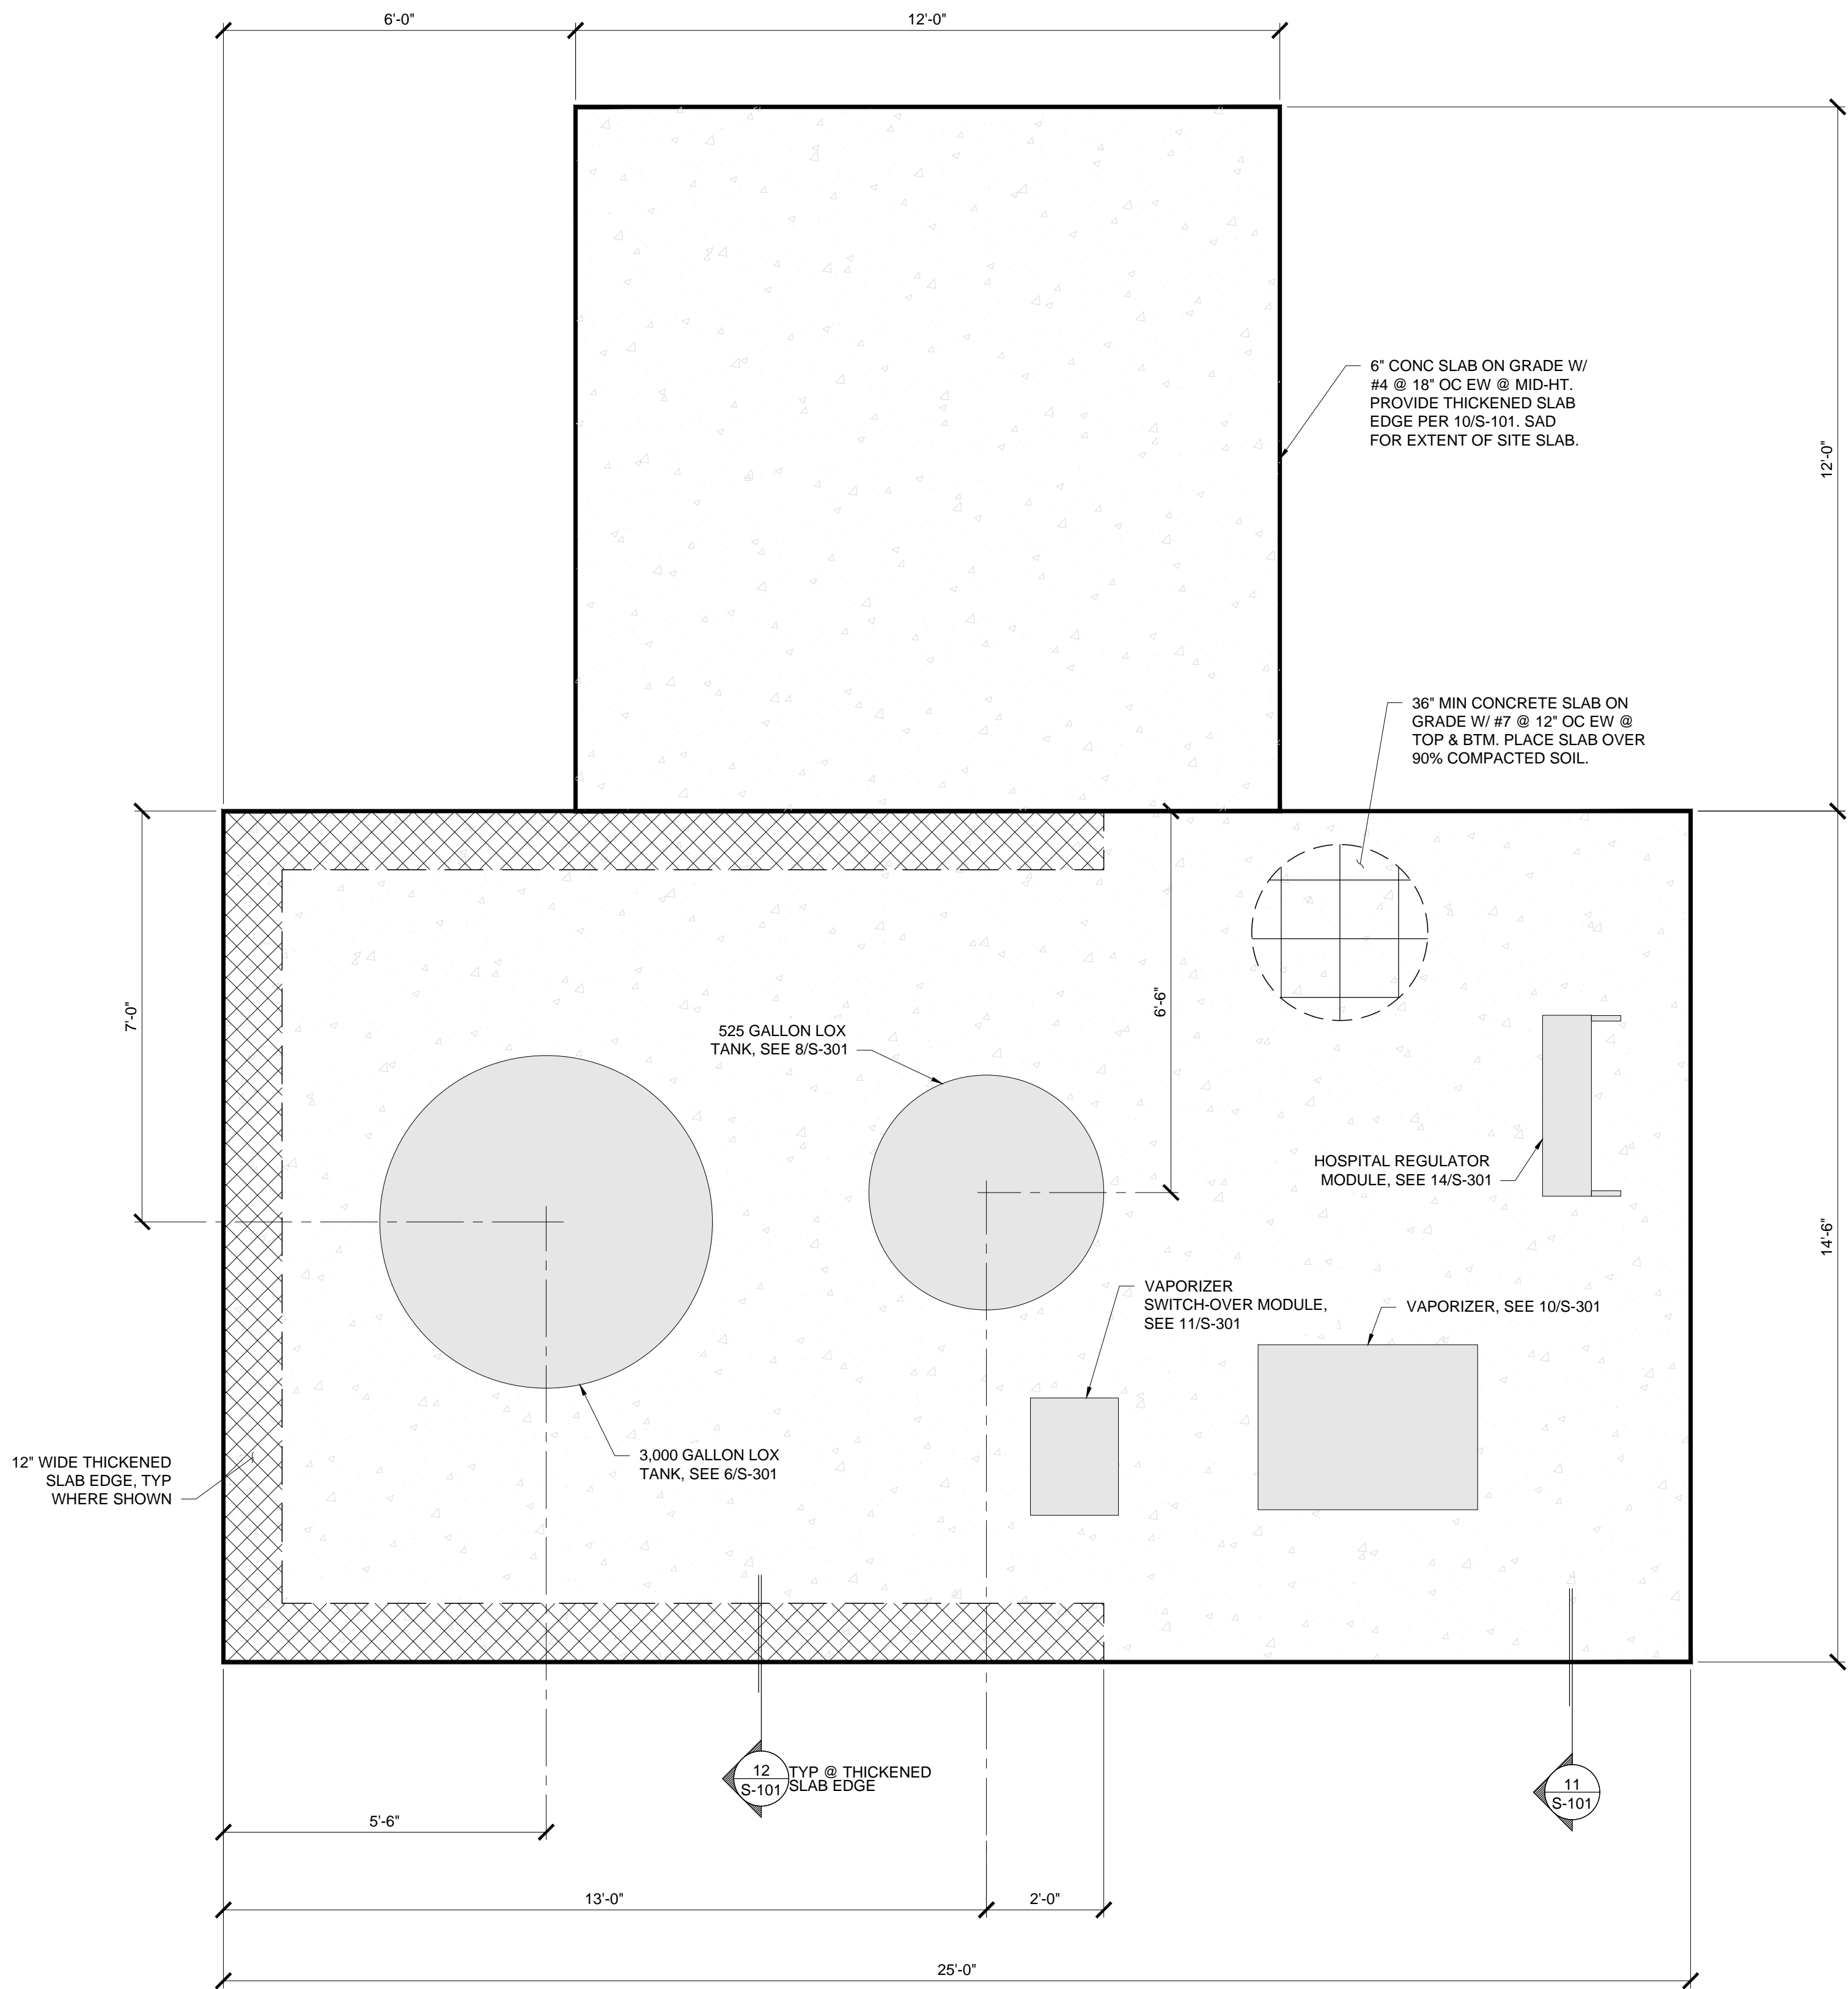 6'-0"
12'-0"
6" CONC SLAB ON GRADE W/
#4 @ 18" OC EW @ MID-HT.
PROVIDE THICKENED SLAB
EDGE PER 10/S-101. SAD
FOR EXTENT OF SITE SLAB.
12'-0"
36" MIN CONCRETE SLAB ON
GRADE W/ #7 @ 12" OC EW @
TOP & BTM. PLACE SLAB OVER
90% COMPACTED SOIL.
7'-0"
6'-6"
525 GALLON LOX
TANK, SEE 8/S-301
HOSPITAL REGULATOR
MODULE, SEE 14/S-301
14'-6"
VAPORIZER
SWITCH-OVER MODULE,
SEE 11/S-301
VAPORIZER, SEE 10/S-301
3,000 GALLON LOX
TANK, SEE 6/S-301
12" WIDE THICKENED
SLAB EDGE, TYP
WHERE SHOWN
12
S-101
TYP @ THICKENED
SLAB EDGE
11
S-101
5'-6"
13'-0"
2'-0"
25'-0"